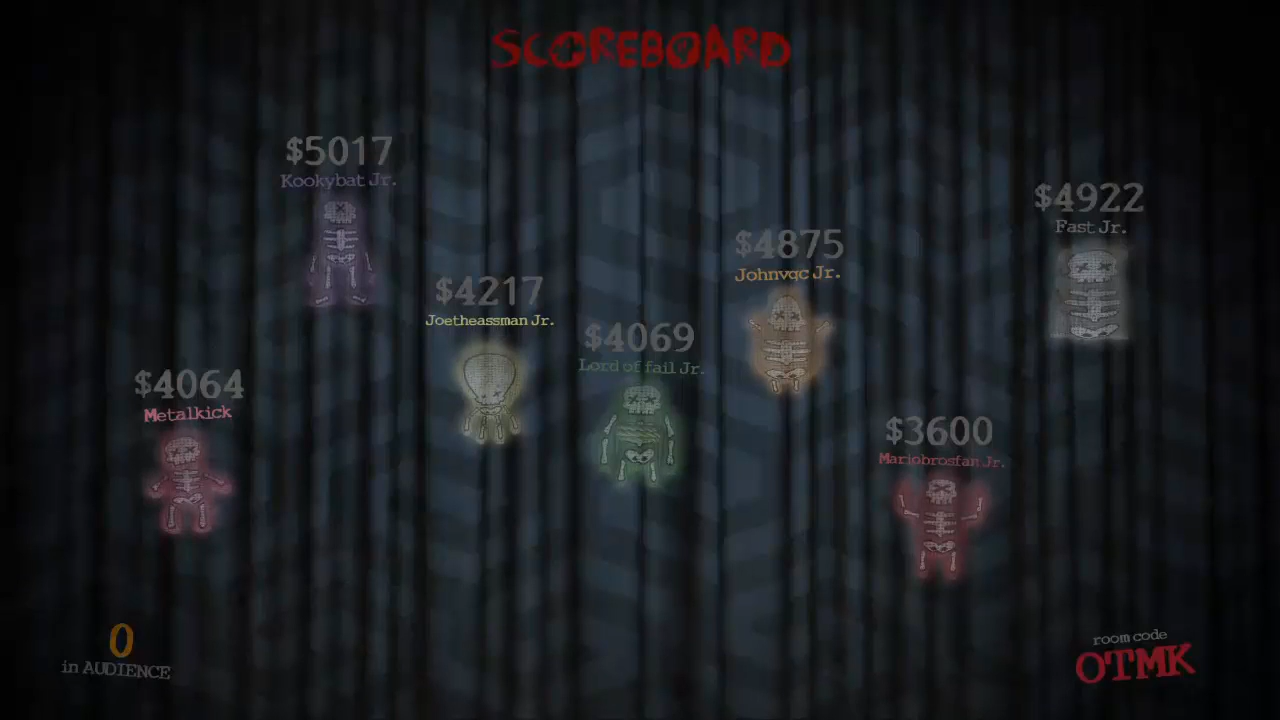 SCOREBOARD
$5017
Kookybat Jr.
$4922
Fast Jr.
$4875
Johnvqc Jr.
$4217
Joetheassman Jr.
$4069
Lord of fail Jr.
$4064
Metalkick
$3600
Mariobrosfan Jr.
0
in AUDIENCE
room code
OTMK